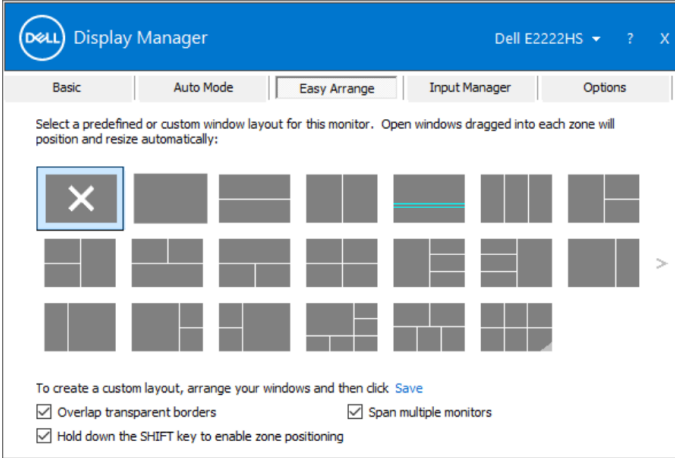 DELL Display Manager Dell E2222HS ? X
Basic Auto Mode Easy Arrange Input Manager Options
Select a predefined or custom window layout for this monitor. Open windows dragged into each zone will
position and resize automatically:
>
To create a custom layout, arrange your windows and then click Save
Overlap transparent borders Span multiple monitors
Hold down the SHIFT key to enable zone positioning